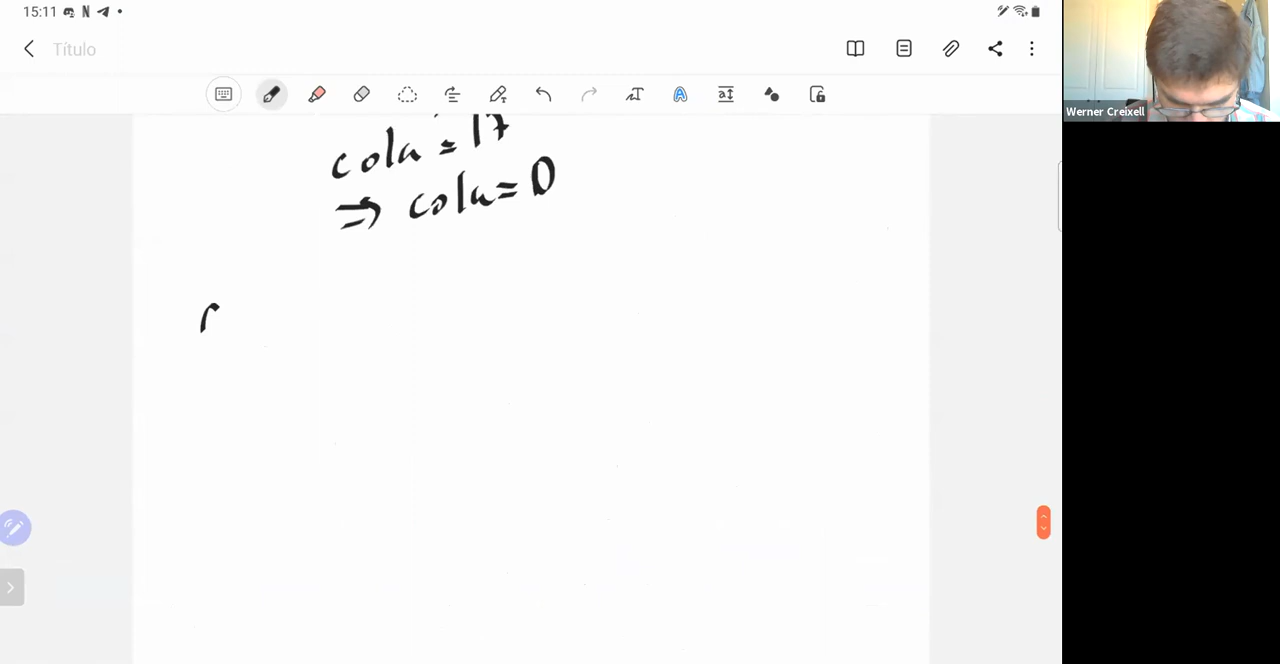 15:11
Título
Werner Creixell
cola = 17
⇒ cola = 0